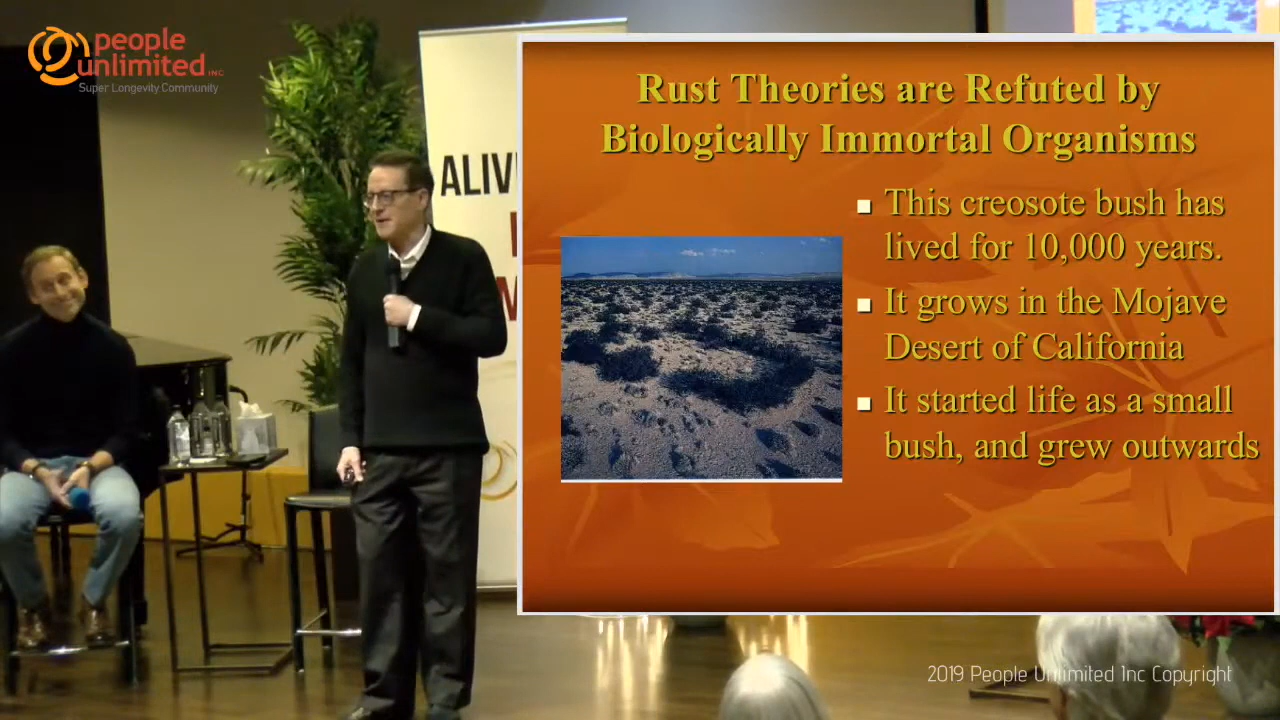 people
unlimited INC
Super Longevity Community
ALIV
Rust Theories are Refuted by
Biologically Immortal Organisms
This creosote bush has
lived for 10,000 years.
It grows in the Mojave
Desert of California
It started life as a small
bush, and grew outwards
2019 People Unlimited Inc Copyright